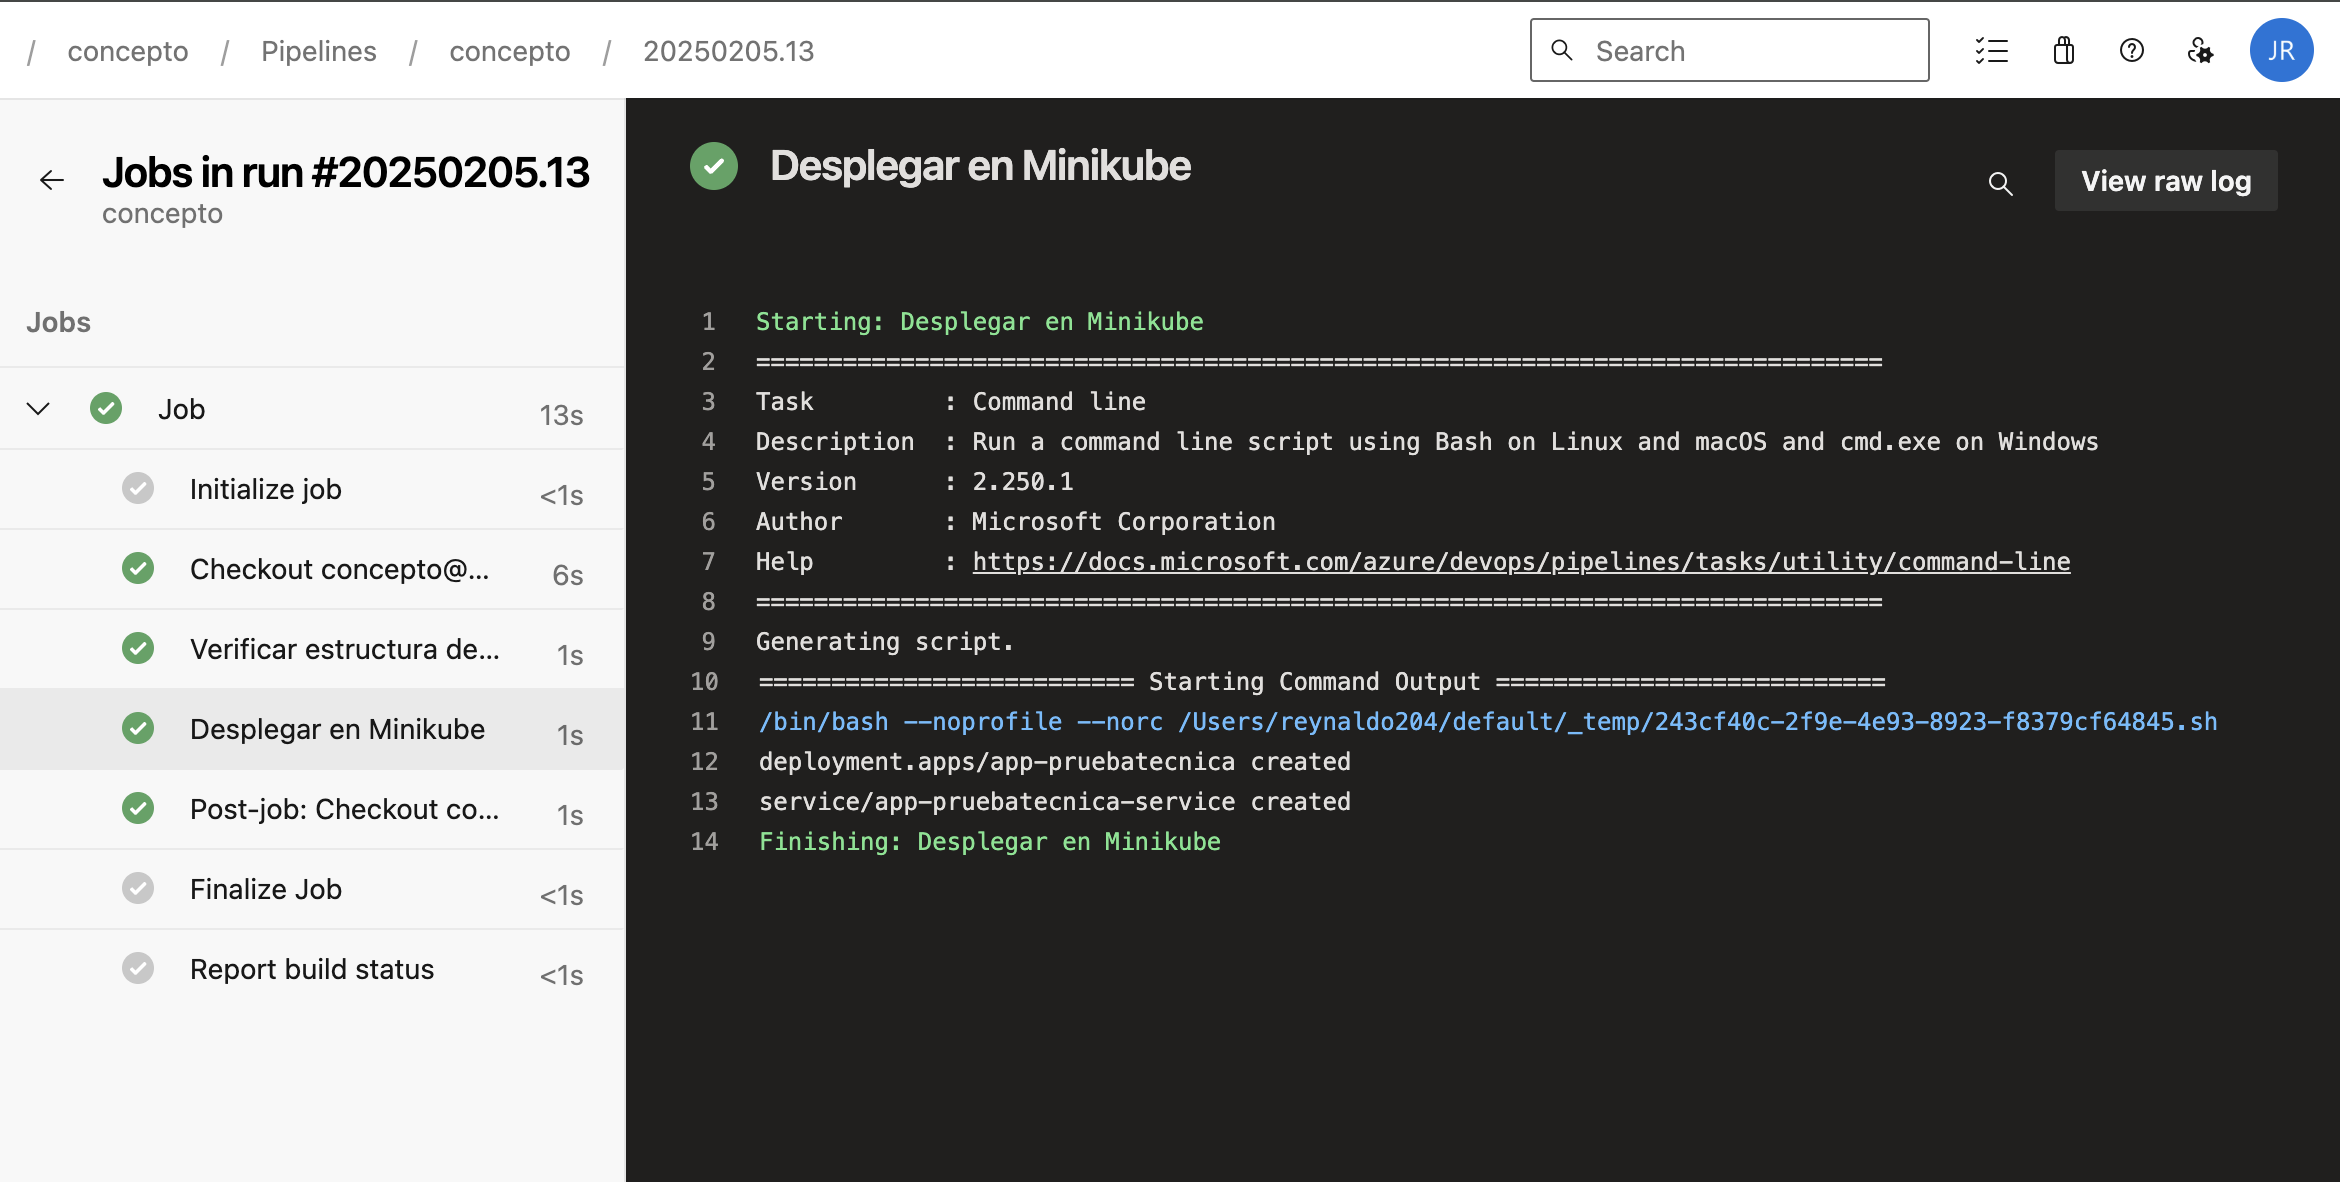 / concepto / Pipelines / concepto / 20250205.13
Search
JR
Jobs in run #20250205.13
concepto
Jobs
Job 13s
Initialize job <1s
Checkout concepto@... 6s
Verificar estructura de... 1s
Desplegar en Minikube 1s
Post-job: Checkout co... 1s
Finalize Job <1s
Report build status <1s
Desplegar en Minikube
View raw log
1 Starting: Desplegar en Minikube
2 ==============================================================================
3 Task         : Command line
4 Description  : Run a command line script using Bash on Linux and macOS and cmd.exe on Windows
5 Version      : 2.250.1
6 Author       : Microsoft Corporation
7 Help         : https://docs.microsoft.com/azure/devops/pipelines/tasks/utility/command-line
8 ==============================================================================
9 Generating script.
10 ========================== Starting Command Output ===========================
11 /bin/bash --noprofile --norc /Users/reynaldo204/default/_temp/243cf40c-2f9e-4e93-8923-f8379cf64845.sh
12 deployment.apps/app-pruebatecnica created
13 service/app-pruebatecnica-service created
14 Finishing: Desplegar en Minikube